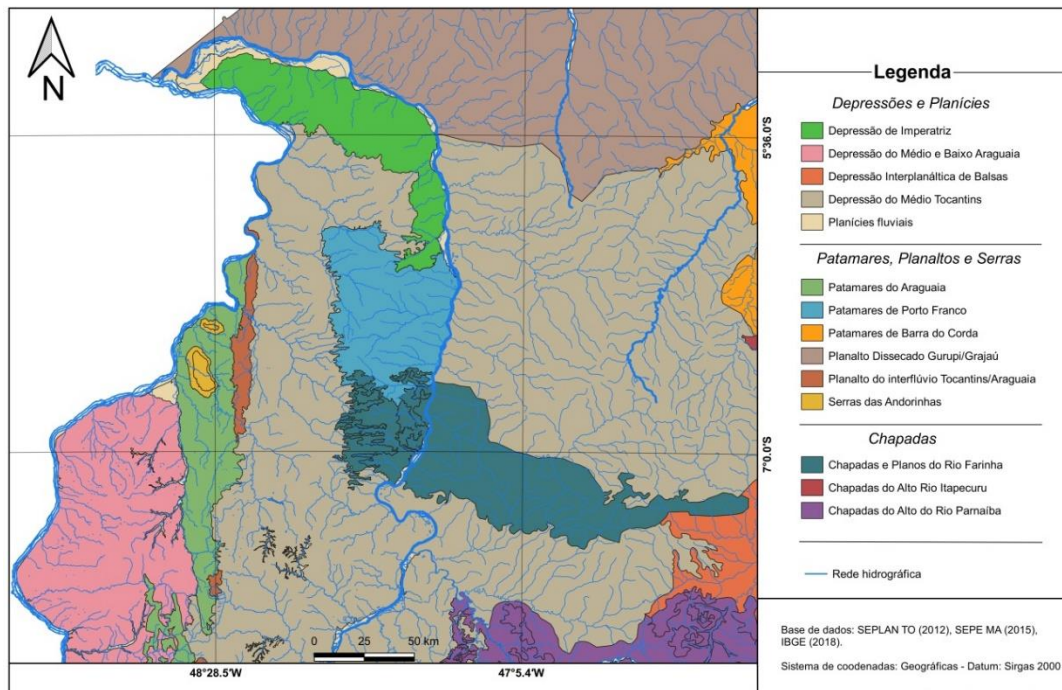 N
5°36.0'S
7°0.0'S
0 25 50 km
48°28.5'W
47°5.4'W
Legenda
Depressões e Planícies
Depressão de Imperatriz
Depressão do Médio e Baixo Araguaia
Depressão Interplanáltica de Balsas
Depressão do Médio Tocantins
Planícies fluviais
Patamares, Planaltos e Serras
Patamares do Araguaia
Patamares de Porto Franco
Patamares de Barra do Corda
Planalto Dissecado Gurupi/Grajaú
Planalto do interflúvio Tocantins/Araguaia
Serras das Andorinhas
Chapadas
Chapadas e Planos do Rio Farinha
Chapadas do Alto Rio Itapecuru
Chapadas do Alto do Rio Parnaíba
Rede hidrográfica
Base de dados: SEPLAN TO (2012), SEPE MA (2015),
IBGE (2018).
Sistema de coodenadas: Geográficas - Datum: Sirgas 2000